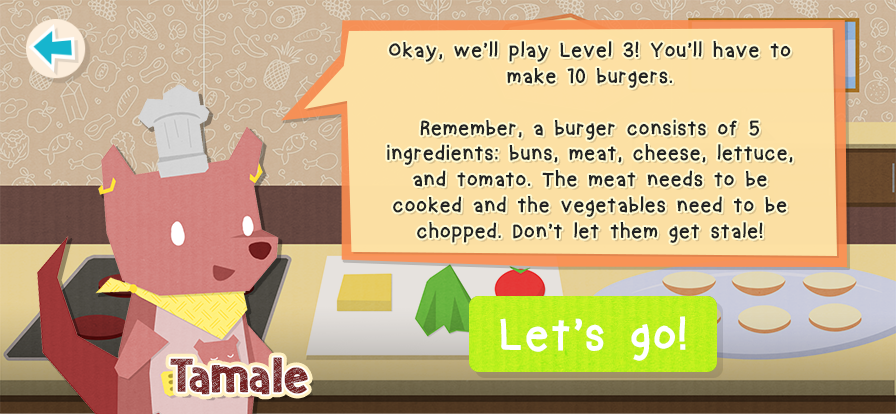 Okay, we'll play Level 3! You'll have to
make 10 burgers.
Remember, a burger consists of 5
ingredients: buns, meat, cheese, lettuce,
and tomato. The meat needs to be
cooked and the vegetables need to be
chopped. Don't let them get stale!
Let's go!
Tamale